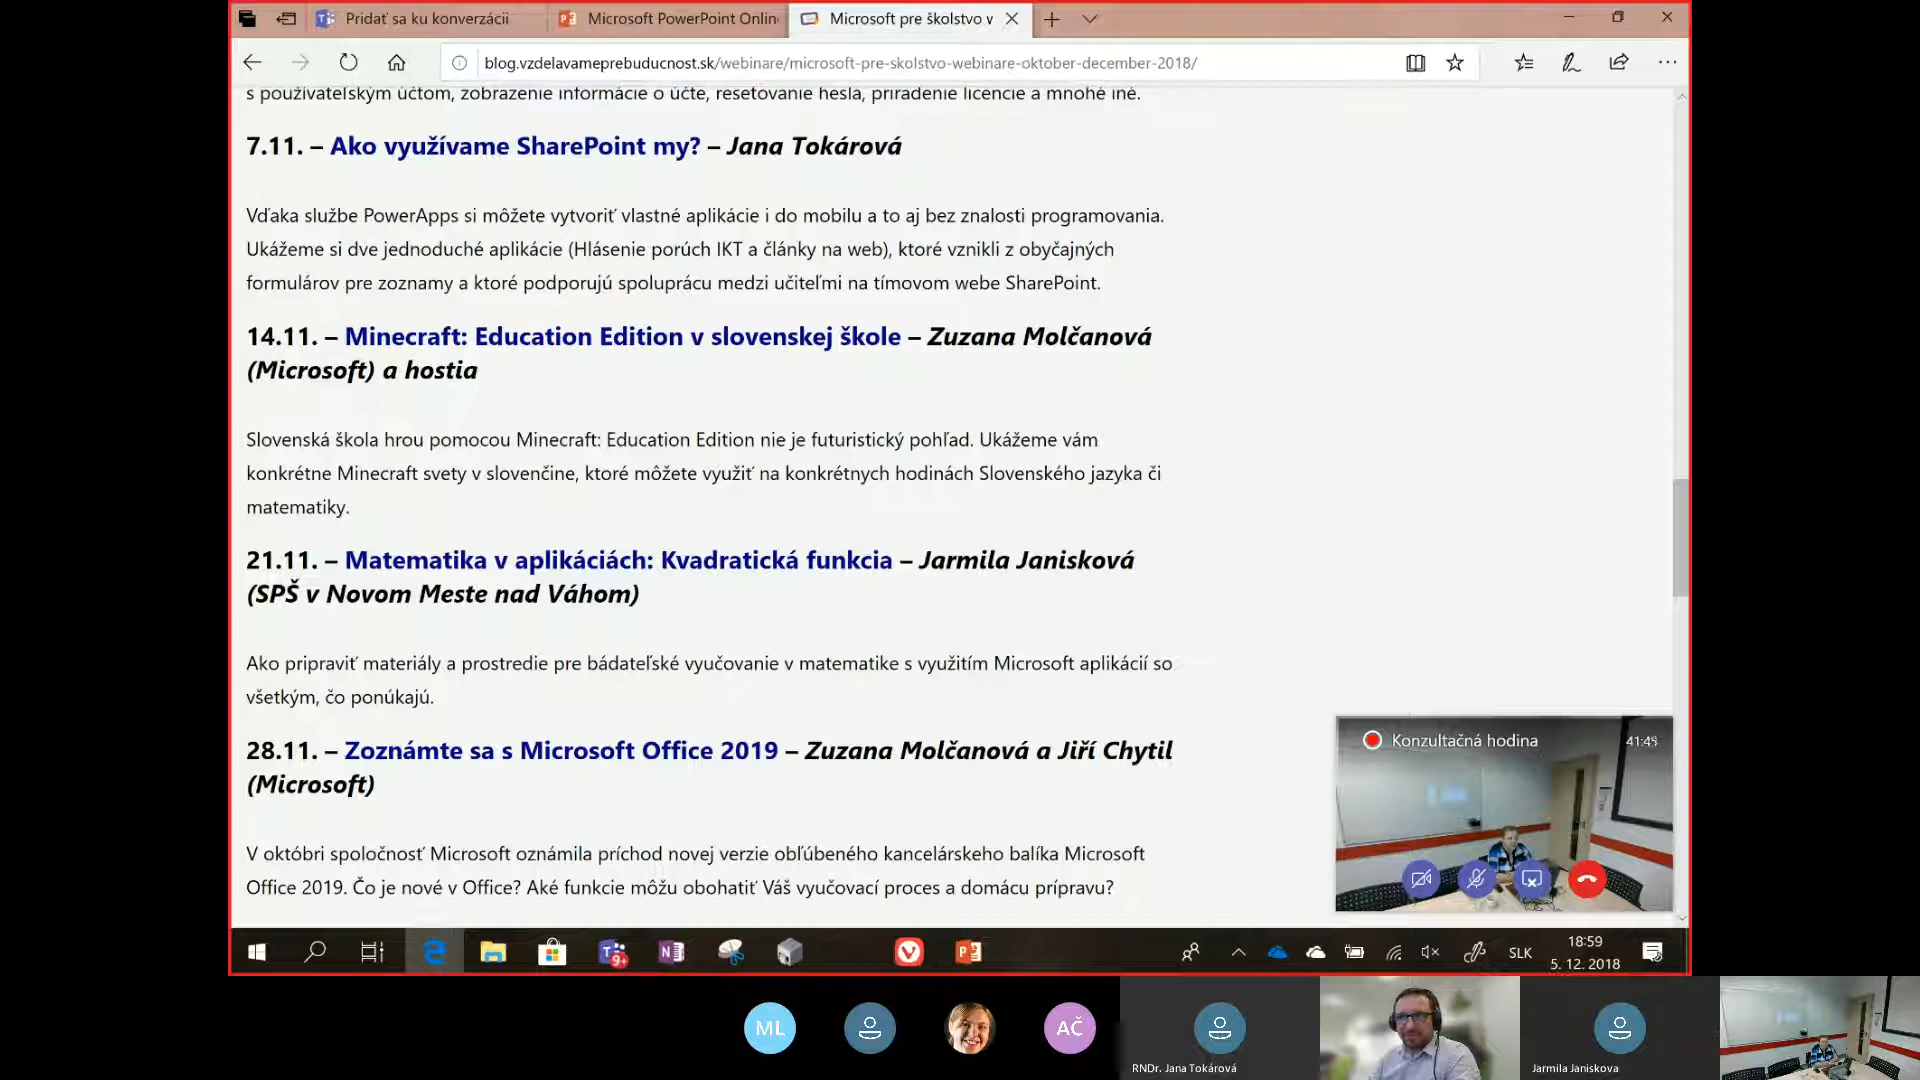 Pridať sa ku konverzácii
Microsoft PowerPoint Onlin
Microsoft pre školstvo v
blog.vzdelavameprebuducnost.sk/webinare/microsoft-pre-skolstvo-webinare-oktober-december-2018/
s používateľským účtom, zobrazenie informácie o účte, resetovanie hesla, priradenie licencie a mnohé iné.
7.11. – Ako využívame SharePoint my? – Jana Tokárová
Vďaka službe PowerApps si môžete vytvoriť vlastné aplikácie i do mobilu a to aj bez znalosti programovania.
Ukážeme si dve jednoduché aplikácie (Hlásenie porúch IKT a články na web), ktoré vznikli z obyčajných
formulárov pre zoznamy a ktoré podporujú spoluprácu medzi učiteľmi na tímovom webe SharePoint.
14.11. – Minecraft: Education Edition v slovenskej škole – Zuzana Molčanová
(Microsoft) a hostia
Slovenská škola hrou pomocou Minecraft: Education Edition nie je futuristický pohľad. Ukážeme vám
konkrétne Minecraft svety v slovenčine, ktoré môžete využiť na konkrétnych hodinách Slovenského jazyka či
matematiky.
21.11. – Matematika v aplikáciách: Kvadratická funkcia – Jarmila Janisková
(SPŠ v Novom Meste nad Váhom)
Ako pripraviť materiály a prostredie pre bádateľské vyučovanie v matematike s využitím Microsoft aplikácií so
všetkým, čo ponúkajú.
28.11. – Zoznámte sa s Microsoft Office 2019 – Zuzana Molčanová a Jiří Chytil
(Microsoft)
V októbri spoločnosť Microsoft oznámila príchod novej verzie obľúbeného kancelárskeho balíka Microsoft
Office 2019. Čo je nové v Office? Aké funkcie môžu obohatiť Váš vyučovací proces a domácu prípravu?
Konzultačná hodina
41:45
9+
SLK
18:59
5. 12. 2018
ML
AČ
RNDr. Jana Tokárová
Jarmila Janiskova